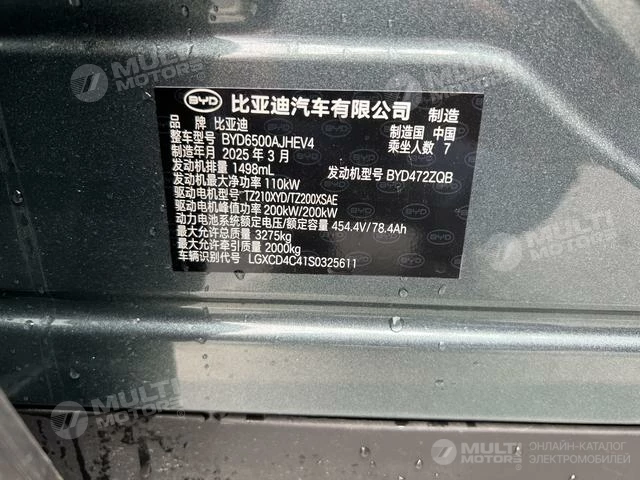 BYD 比亚迪汽车有限公司 制造
品 牌 比亚迪 制造国 中国
整车型号 BYD6500AJHEV4 乘坐人数 7
制造年月 2025 年 3 月
发动机排量 1498mL 发动机型号 BYD472ZQB
发动机最大净功率 110kW
驱动电机型号 TZ210XYD/TZ200XSAE
驱动电机峰值功率 200kW/200kW
动力电池系统额定电压/额定容量 454.4V/78.4Ah
最大允许总质量 3275kg
最大允许牵引质量 2000kg
车辆识别代号 LGXCD4C41S0325611
MULTI MOTORS
MULTI MOTORS
MULTI MOTORS
MULTI MOTORS
MULTI MOTORS ОНЛАЙН-КАТАЛОГ
ЭЛЕКТРОМОБИЛЕЙ